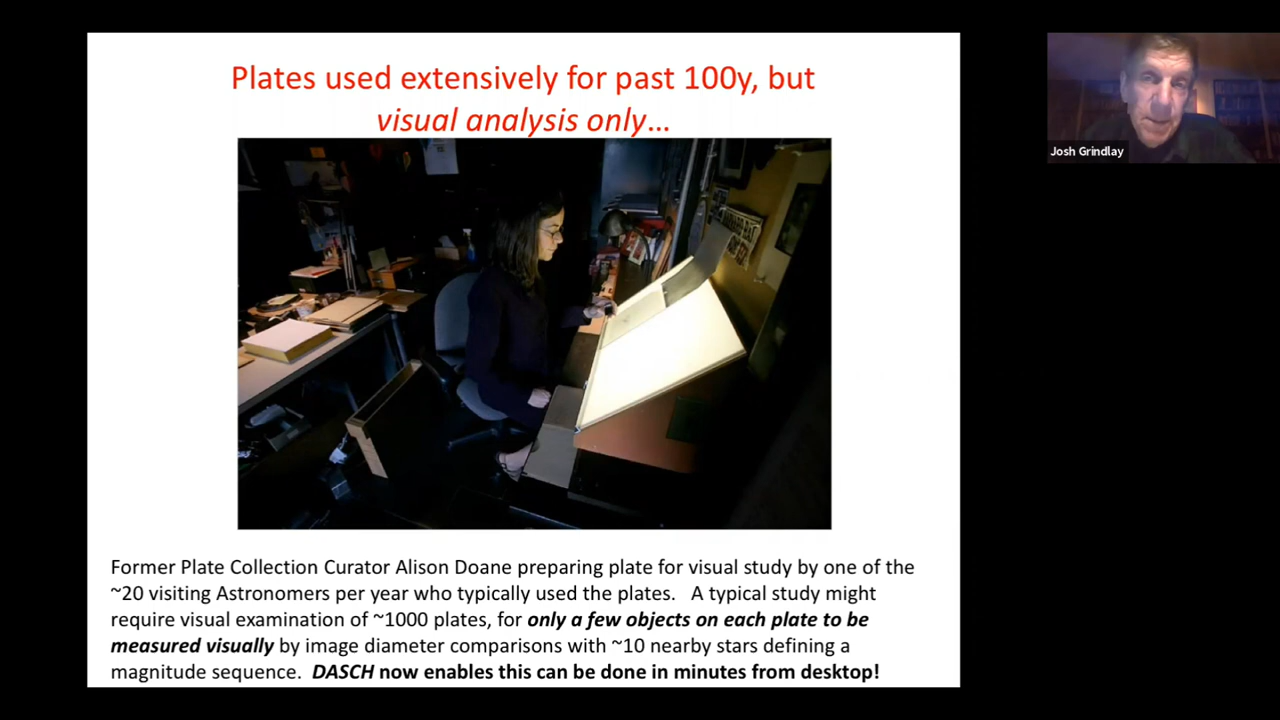 Plates used extensively for past 100y, but
visual analysis only...
Josh Grindlay
Former Plate Collection Curator Alison Doane preparing plate for visual study by one of the
~20 visiting Astronomers per year who typically used the plates. A typical study might
require visual examination of ~1000 plates, for only a few objects on each plate to be
measured visually by image diameter comparisons with ~10 nearby stars defining a
magnitude sequence. DASCH now enables this can be done in minutes from desktop!